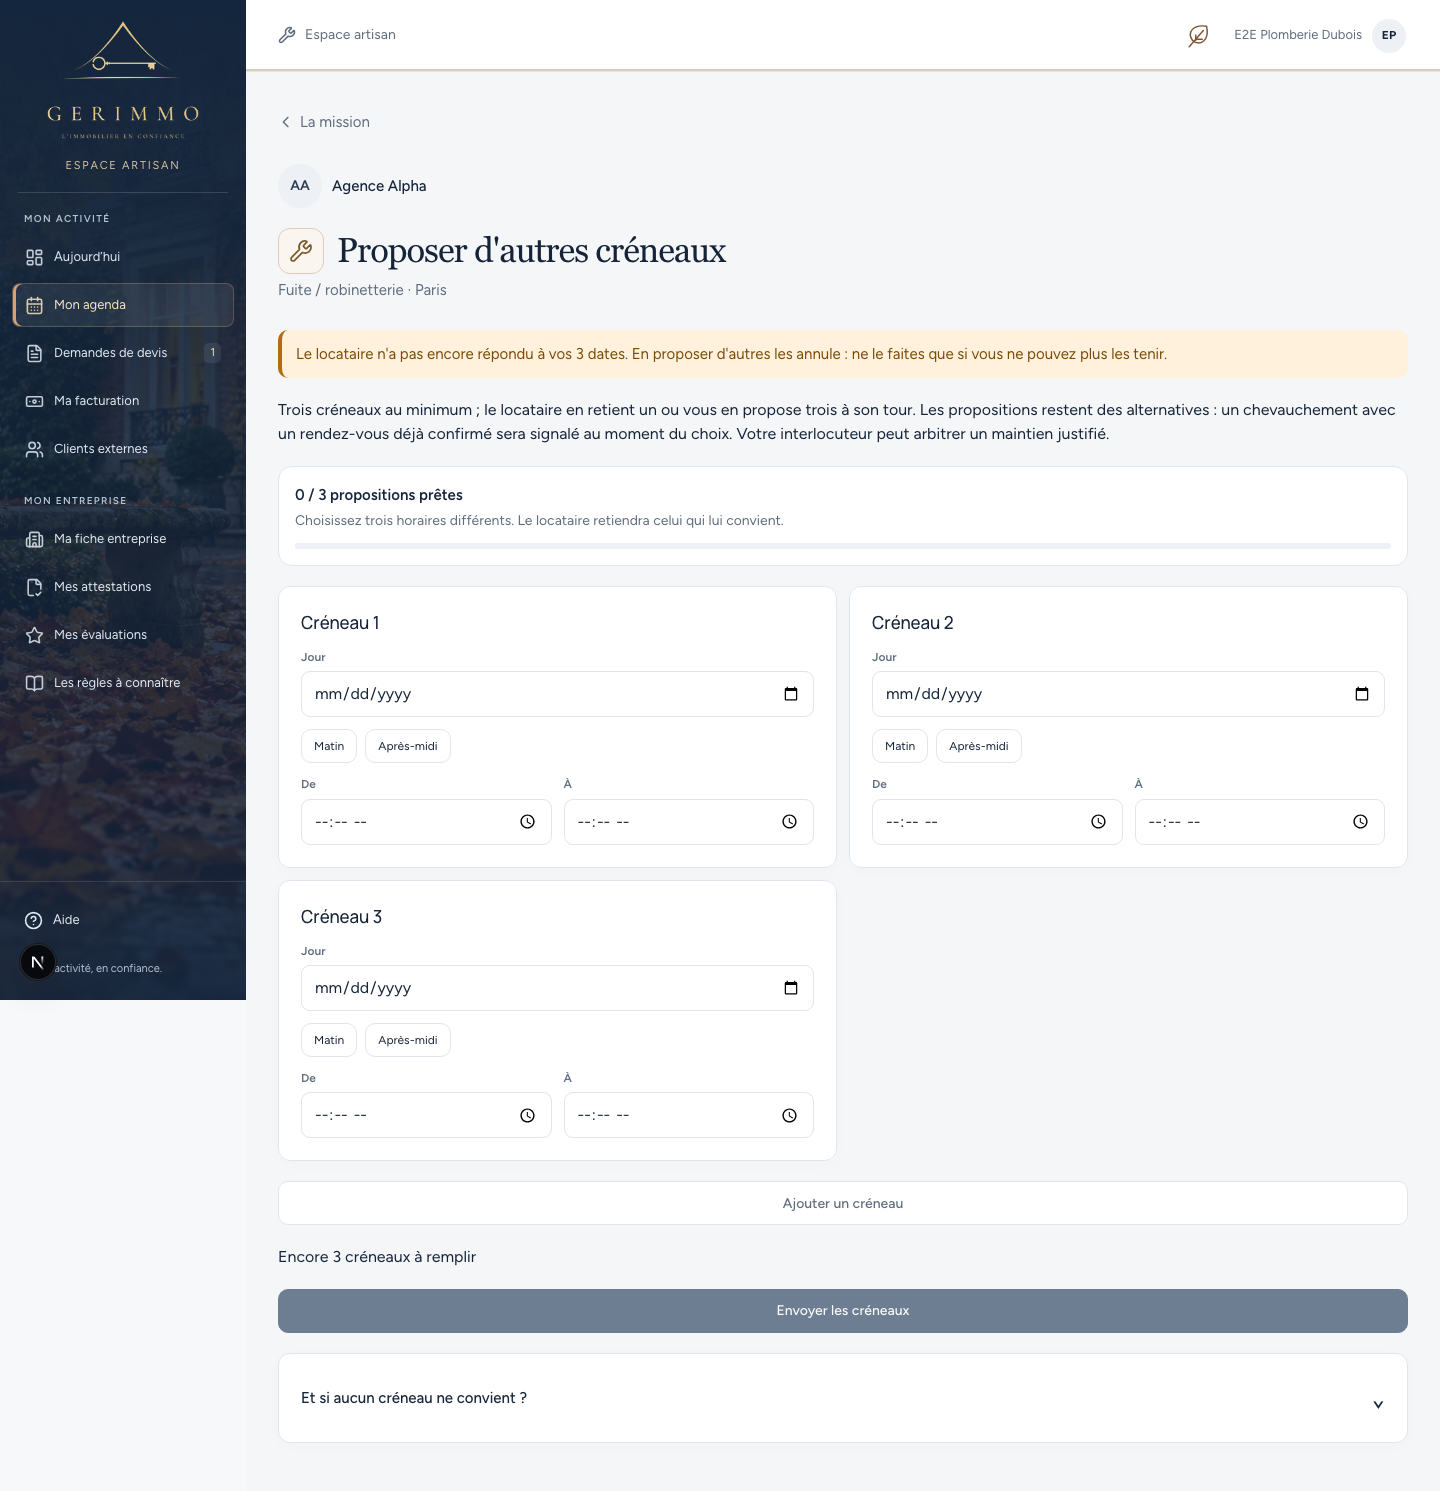 GERIMMO
L'IMMOBILIER EN CONFIANCE
ESPACE ARTISAN
MON ACTIVITÉ
Aujourd'hui
Mon agenda
Demandes de devis 1
Ma facturation
Clients externes
MON ENTREPRISE
Ma fiche entreprise
Mes attestations
Mes évaluations
Les règles à connaître
Aide
activité, en confiance.
Espace artisan
E2E Plomberie Dubois EP
La mission
AA Agence Alpha
Proposer d'autres créneaux
Fuite / robinetterie · Paris
Le locataire n'a pas encore répondu à vos 3 dates. En proposer d'autres les annule : ne le faites que si vous ne pouvez plus les tenir.
Trois créneaux au minimum ; le locataire en retient un ou vous en propose trois à son tour. Les propositions restent des alternatives : un chevauchement avec
un rendez-vous déjà confirmé sera signalé au moment du choix. Votre interlocuteur peut arbitrer un maintien justifié.
0 / 3 propositions prêtes
Choisissez trois horaires différents. Le locataire retiendra celui qui lui convient.
Créneau 1
Jour
mm/dd/yyyy
Matin Après-midi
De À
--:-- -- --:-- --
Créneau 2
Jour
mm/dd/yyyy
Matin Après-midi
De À
--:-- -- --:-- --
Créneau 3
Jour
mm/dd/yyyy
Matin Après-midi
De À
--:-- -- --:-- --
Ajouter un créneau
Encore 3 créneaux à remplir
Envoyer les créneaux
Et si aucun créneau ne convient ?